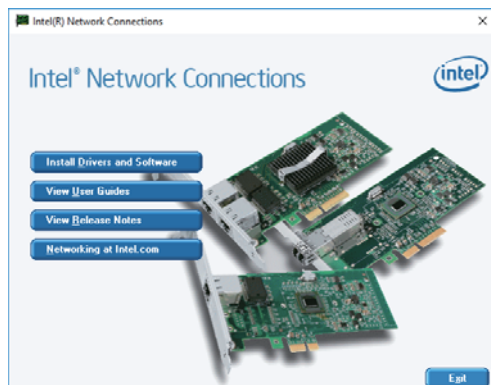 Intel(R) Network Connections
Intel® Network Connections
intel
Install Drivers and Software
View User Guides
View Release Notes
Networking at Intel.com
Exit